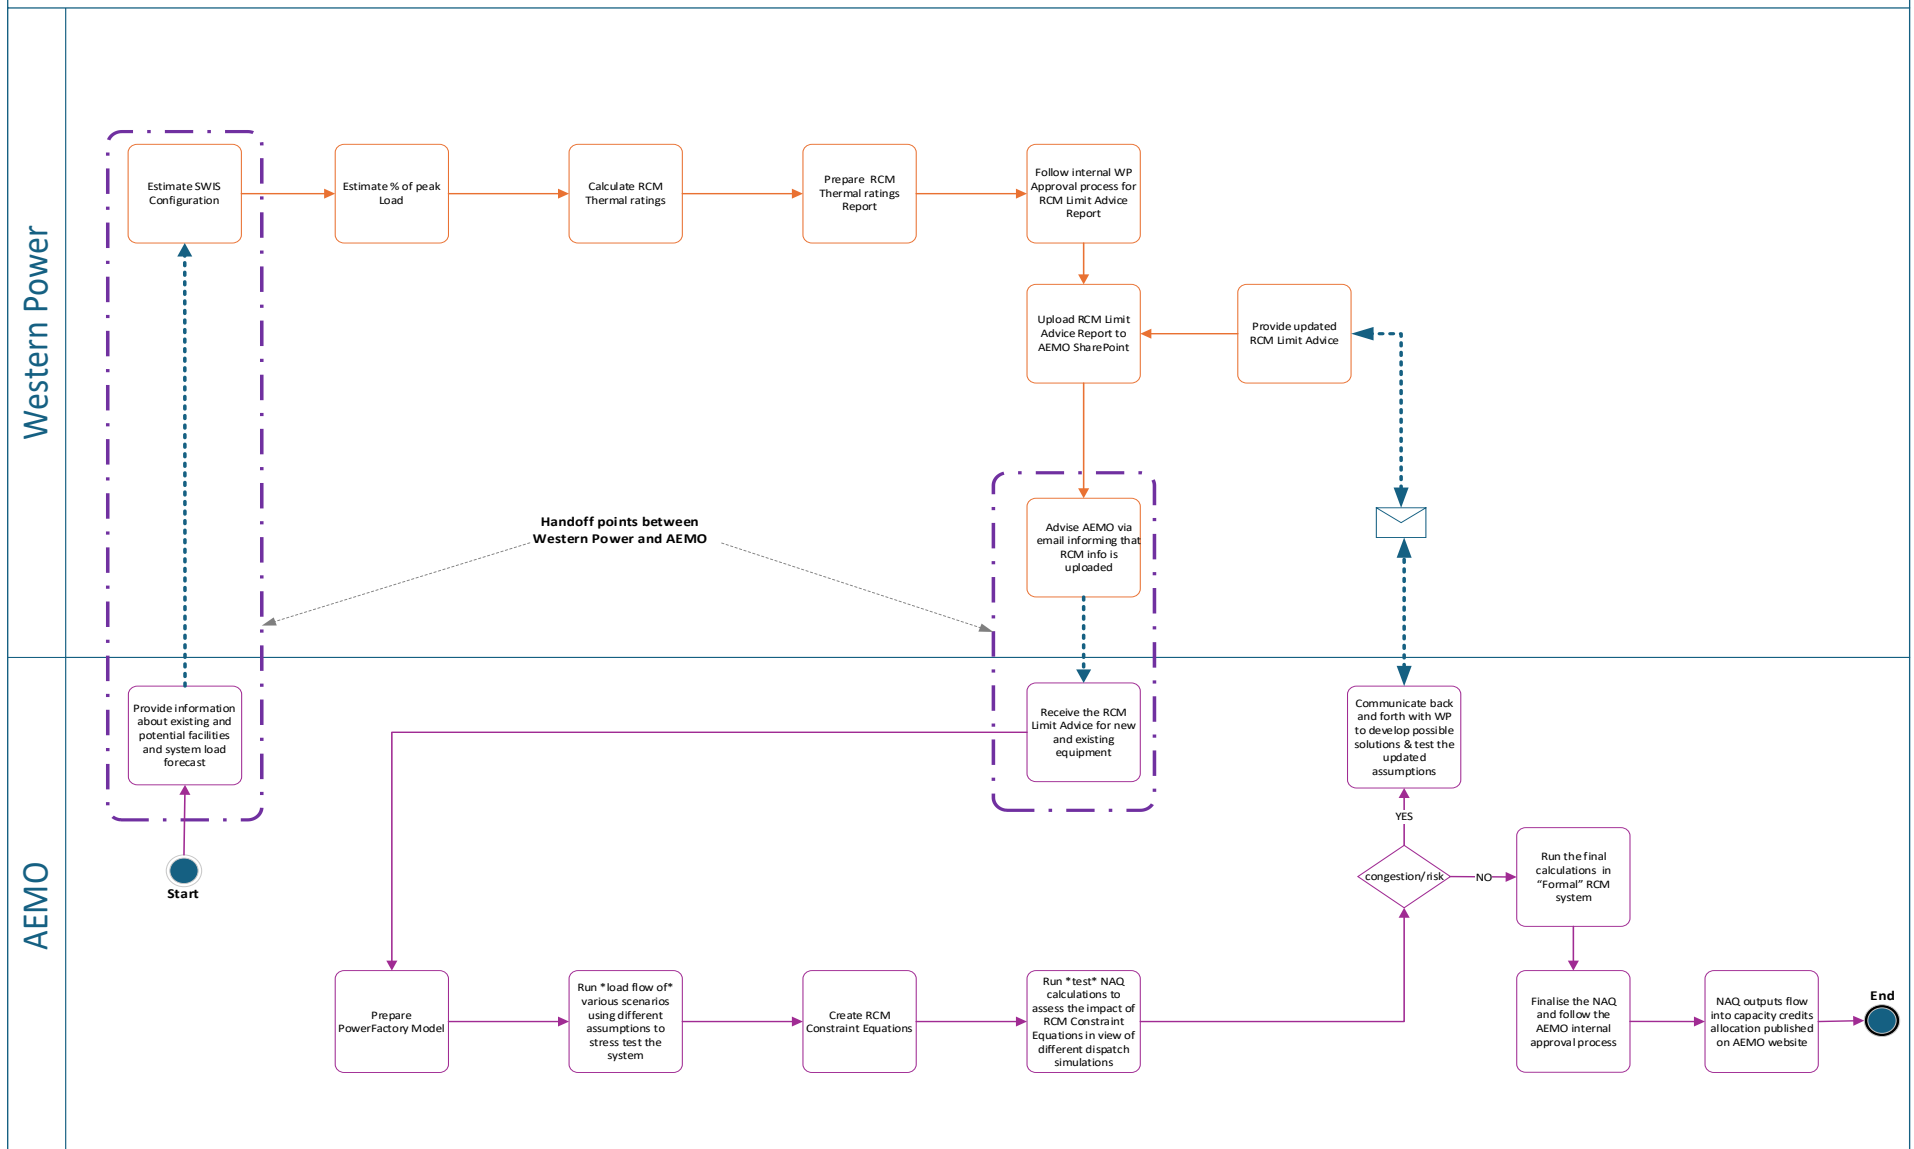 Western Power
Estimate SWIS
Configuration
Estimate % of peak
Load
Calculate RCM
Thermal ratings
Prepare RCM
Thermal ratings
Report
Follow internal WP
Approval process for
RCM Limit Advice
Report
Upload RCM Limit
Advice Report to
AEMO SharePoint
Provide updated
RCM Limit Advice
Handoff points between
Western Power and AEMO
Advise AEMO via
email informing that
RCM info is
uploaded
AEMO
Provide information
about existing and
potential facilities
and system load
forecast
Start
Receive the RCM
Limit Advice for new
and existing
equipment
Communicate back
and forth with WP
to develop possible
solutions & test the
updated
assumptions
YES
congestion/risk
NO
Run the final
calculations in
“Formal” RCM
system
Prepare
PowerFactory Model
Run *load flow of*
various scenarios
using different
assumptions to
stress test the
system
Create RCM
Constraint Equations
Run *test* NAQ
calculations to
assess the impact of
RCM Constraint
Equations in view of
different dispatch
simulations
Finalise the NAQ
and follow the
AEMO internal
approval process
NAQ outputs flow
into capacity credits
allocation published
on AEMO website
End